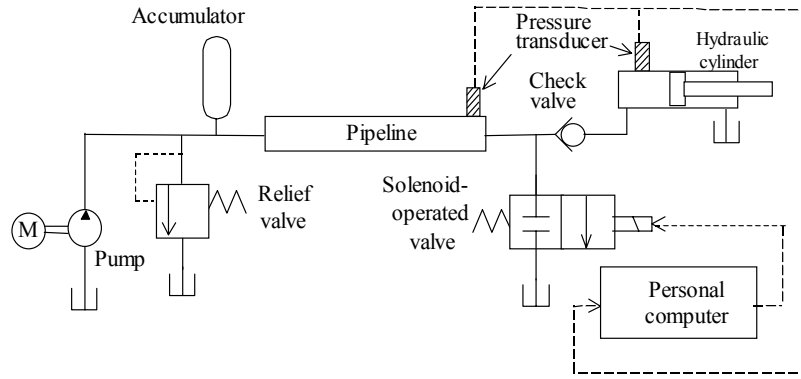 Accumulator
Pressure
transducer
Hydraulic
cylinder
Check
valve
Pipeline
Relief
valve
Solenoid-
operated
valve
M
Pump
Personal
computer